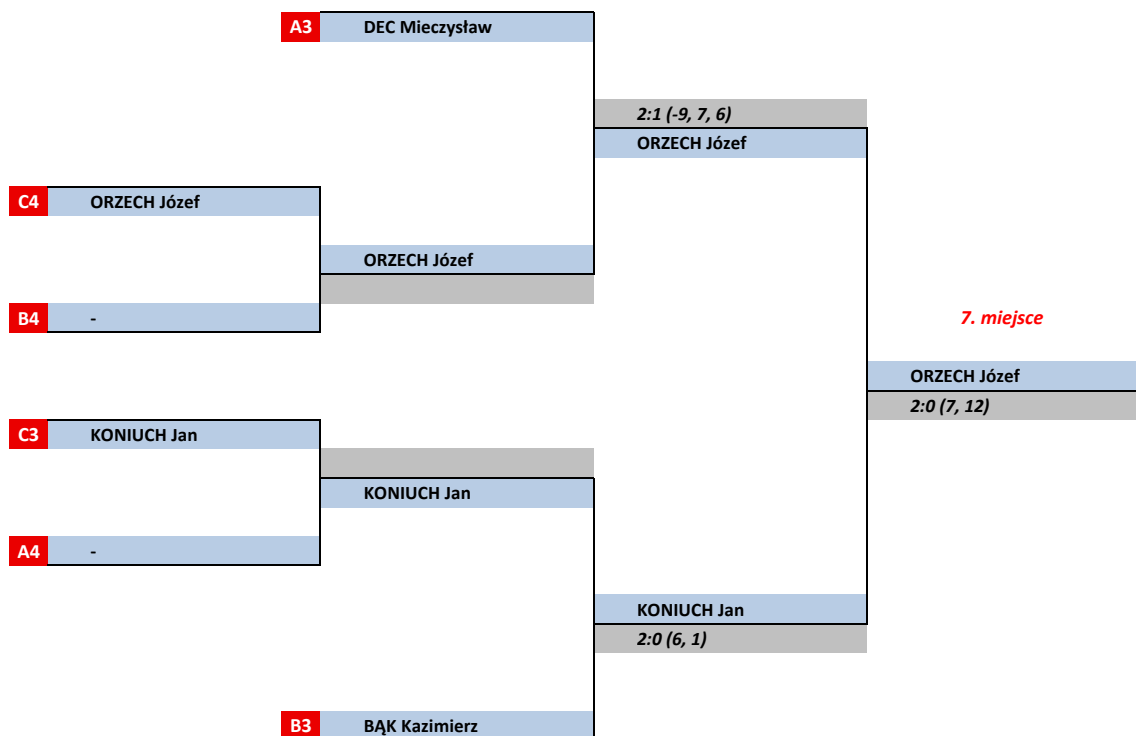 A3 DEC Mieczysław
2:1 (-9, 7, 6)
ORZECH Józef
C4 ORZECH Józef
ORZECH Józef
B4 -
7. miejsce
ORZECH Józef
2:0 (7, 12)
C3 KONIUCH Jan
KONIUCH Jan
A4 -
KONIUCH Jan
2:0 (6, 1)
B3 BĄK Kazimierz